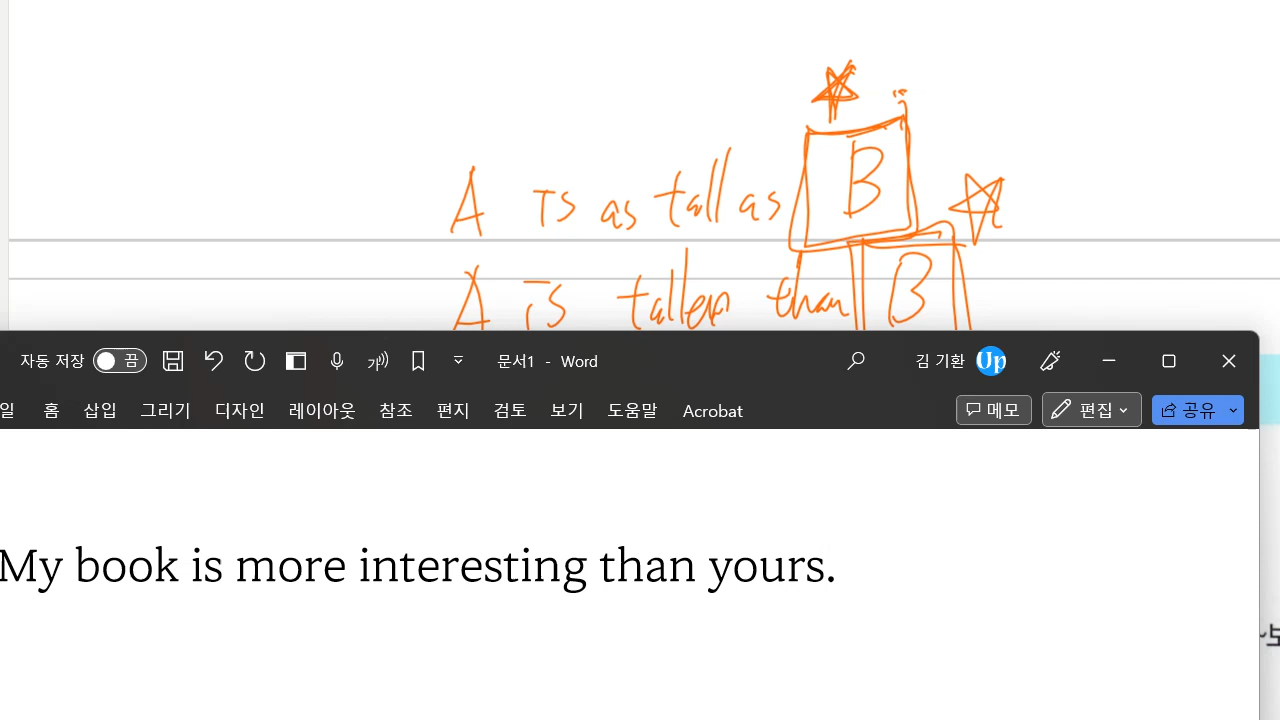 A is as tall as B
A is taller than B
자동 저장 끔 문서1 - Word 김 기환 Up
일 홈 삽입 그리기 디자인 레이아웃 참조 편지 검토 보기 도움말 Acrobat 메모 편집 공유
My book is more interesting than yours.